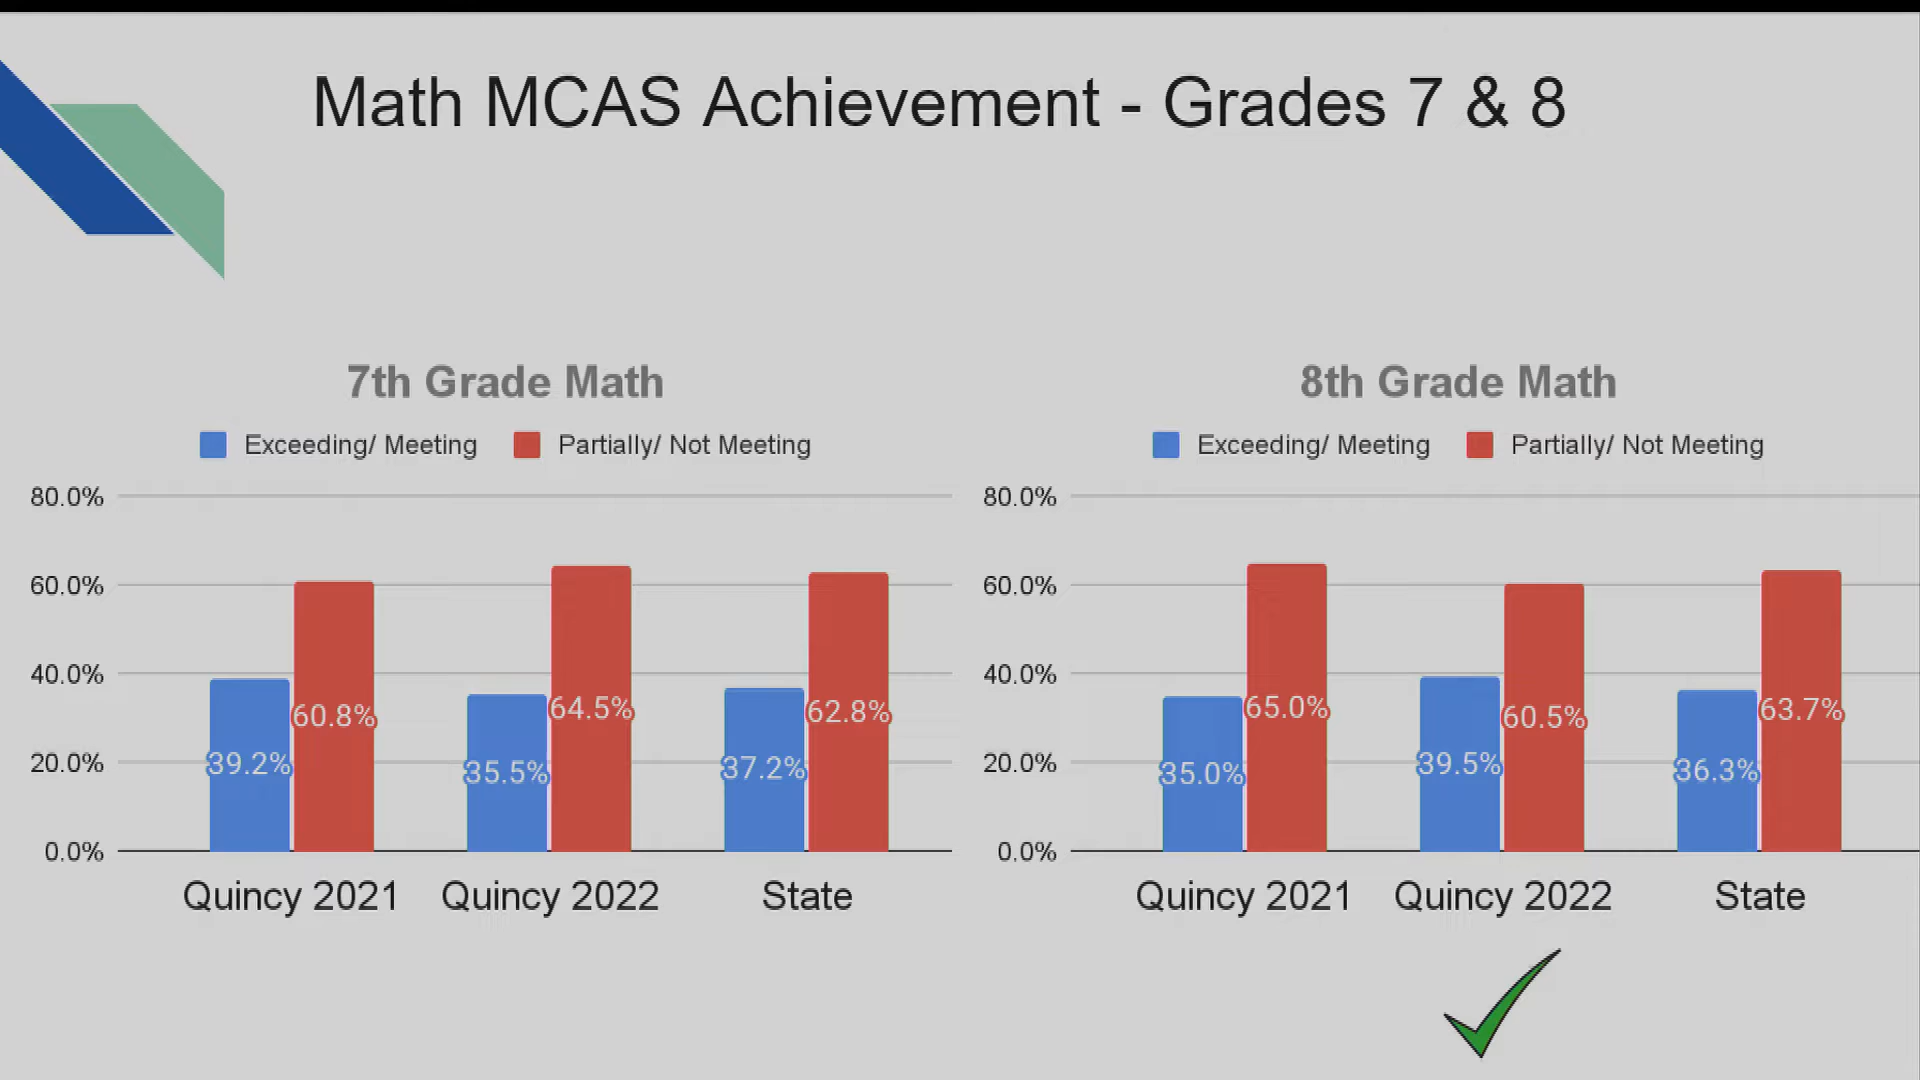 Math MCAS Achievement - Grades 7 & 8
7th Grade Math
Exceeding/ Meeting Partially/ Not Meeting
80.0%
60.0%
40.0%
20.0%
0.0%
39.2% 60.8% 35.5% 64.5% 37.2% 62.8%
Quincy 2021 Quincy 2022 State
8th Grade Math
Exceeding/ Meeting Partially/ Not Meeting
80.0%
60.0%
40.0%
20.0%
0.0%
35.0% 65.0% 39.5% 60.5% 36.3% 63.7%
Quincy 2021 Quincy 2022 State